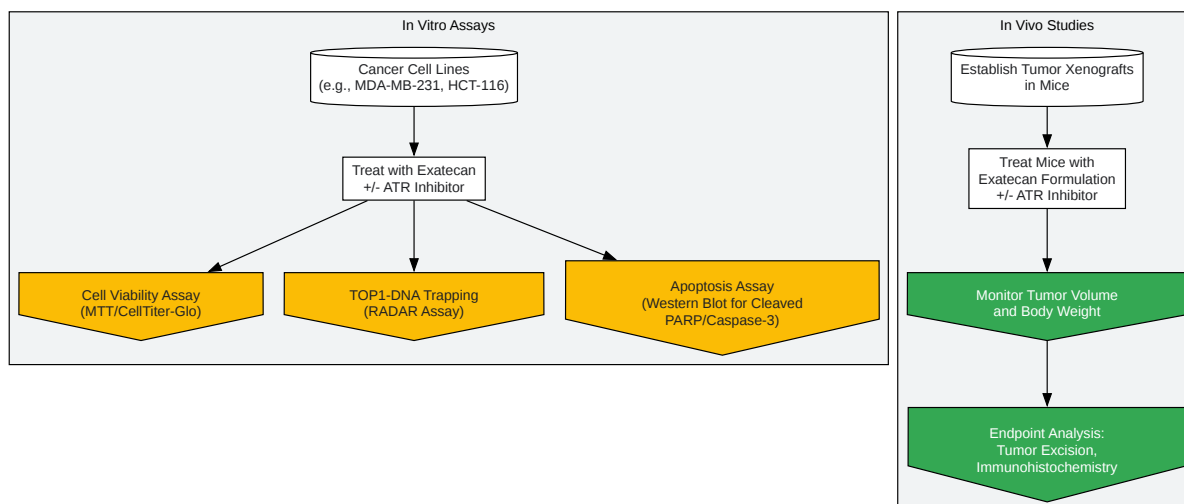 In Vitro Assays
Cancer Cell Lines
(e.g., MDA-MB-231, HCT-116)
Treat with Exatecan
+/- ATR Inhibitor
Cell Viability Assay
(MTT/CellTiter-Glo)
TOP1-DNA Trapping
(RADAR Assay)
Apoptosis Assay
(Western Blot for Cleaved
PARP/Caspase-3)
In Vivo Studies
Establish Tumor Xenografts
in Mice
Treat Mice with
Exatecan Formulation
+/- ATR Inhibitor
Monitor Tumor Volume
and Body Weight
Endpoint Analysis:
Tumor Excision,
Immunohistochemistry